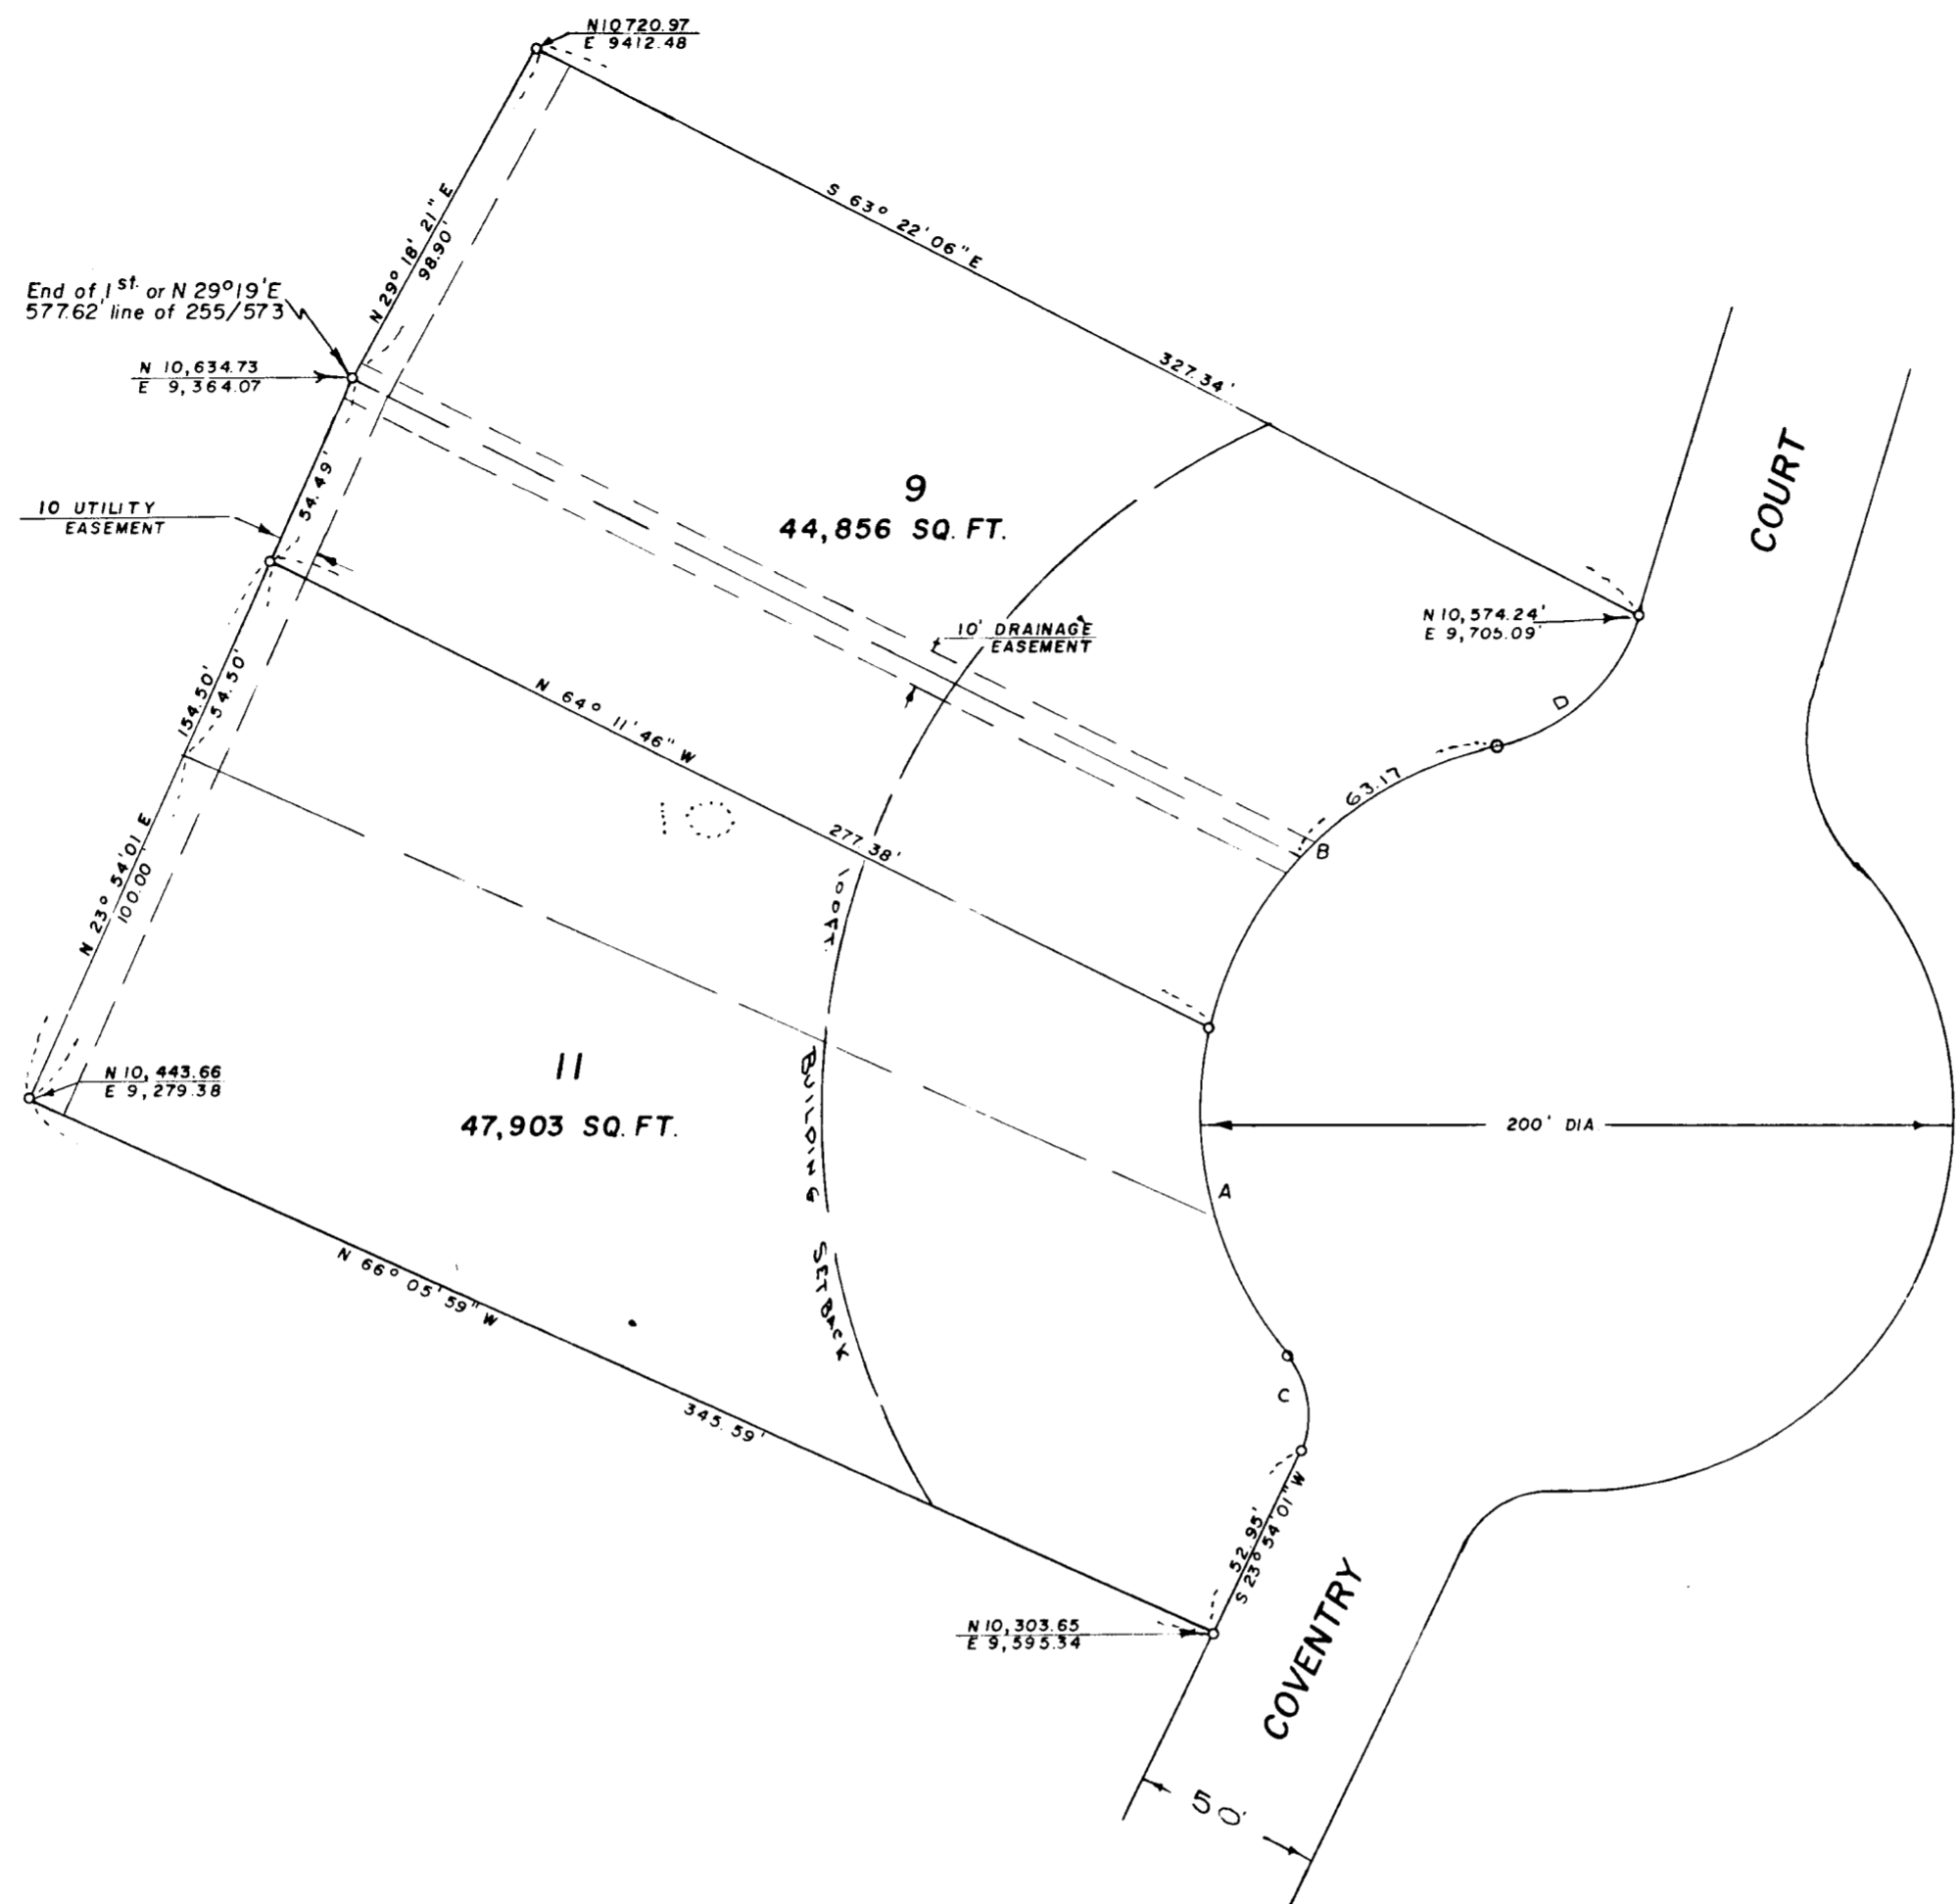 N10720.97
E 9412.48
S 63° 22'06" E
327.34'
N 29° 18' 21" E
98.90'
End of 1st. or N 29°19'E
577.62' line of 255/573
N 10,634.73
E 9,364.07
54.49'
10 UTILITY
EASEMENT
9
44,856 SQ. FT.
COURT
N 10,574.24'
E 9,705.09'
10' DRAINAGE
EASEMENT
D
63.17
B
N 64° 11' 46" W
277.38'
154.50'
54.50'
10
N 23° 54'01 E
100.00'
100 FT.
BUILDING
SETBACK
N 10,443.66
E 9,279.38
11
47,903 SQ. FT.
200' DIA
A
C
N 66° 05'59" W
345.59'
52.95'
S 23° 54'01" W
N 10,303.65
E 9,595.34
COVENTRY
50'